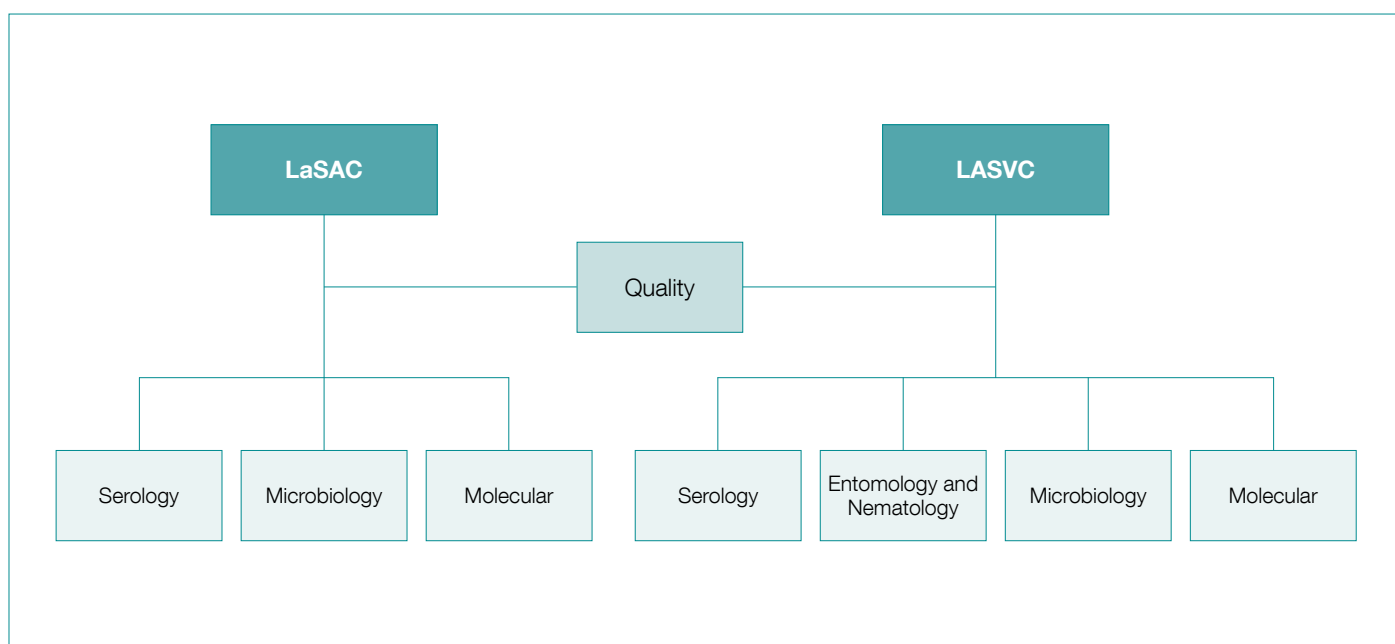 LaSAC
LASVC
Quality
Serology
Microbiology
Molecular
Serology
Entomology and
Nematology
Microbiology
Molecular